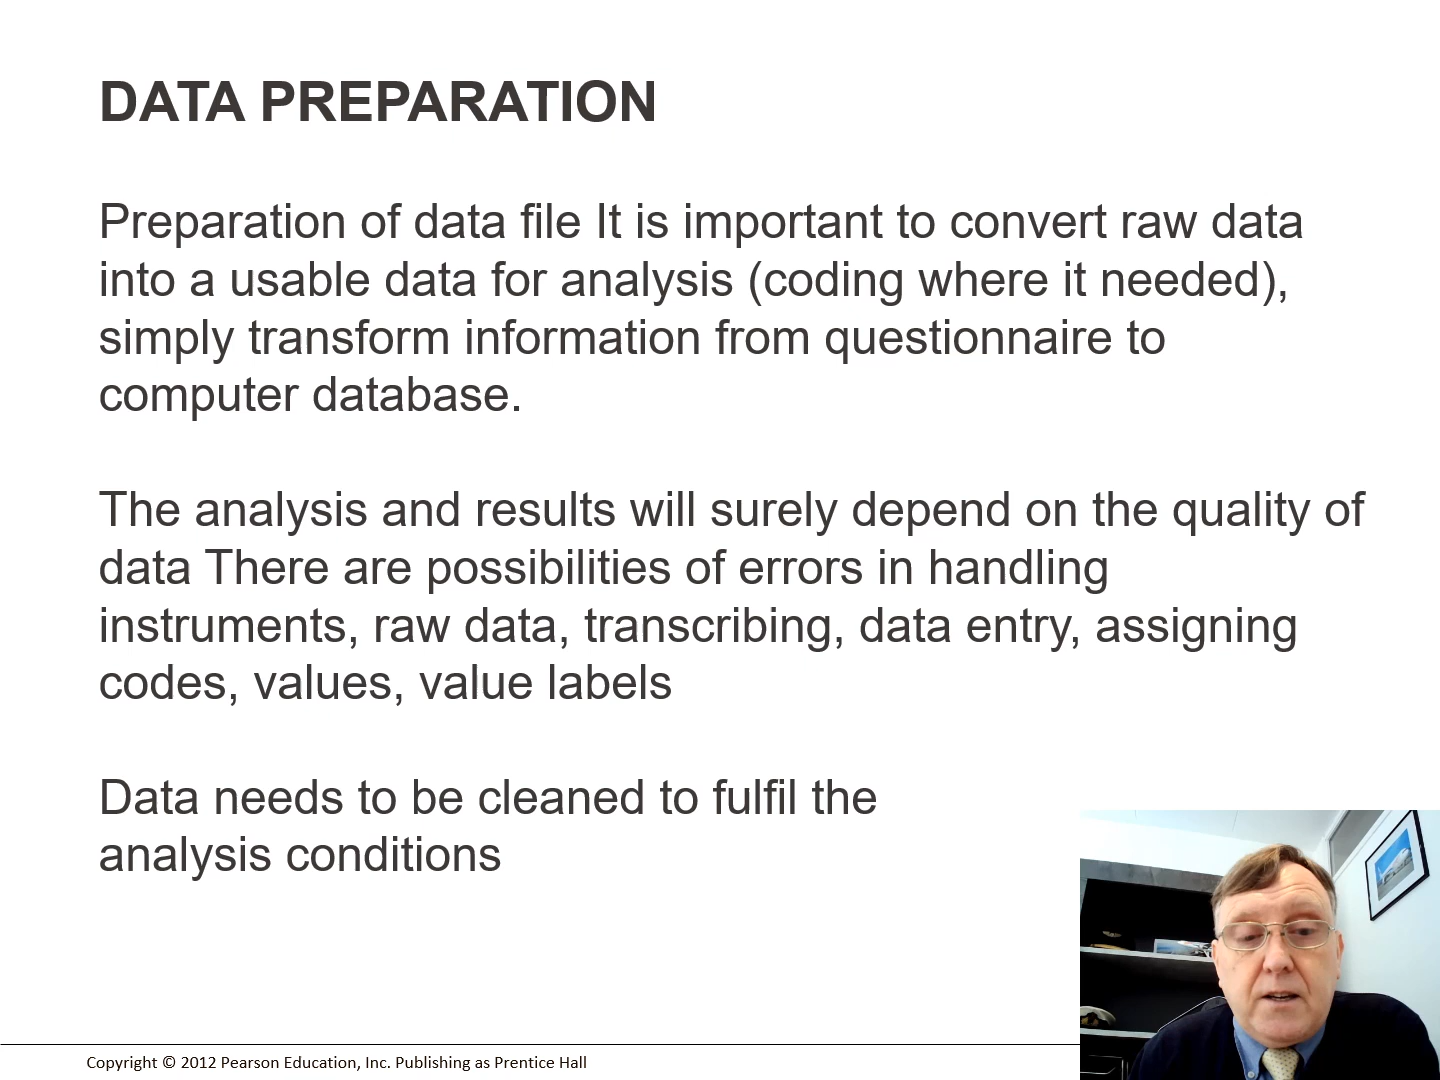 DATA PREPARATION
Preparation of data file It is important to convert raw data
into a usable data for analysis (coding where it needed),
simply transform information from questionnaire to
computer database.
The analysis and results will surely depend on the quality of
data There are possibilities of errors in handling
instruments, raw data, transcribing, data entry, assigning
codes, values, value labels
Data needs to be cleaned to fulfil the
analysis conditions
Copyright © 2012 Pearson Education, Inc. Publishing as Prentice Hall